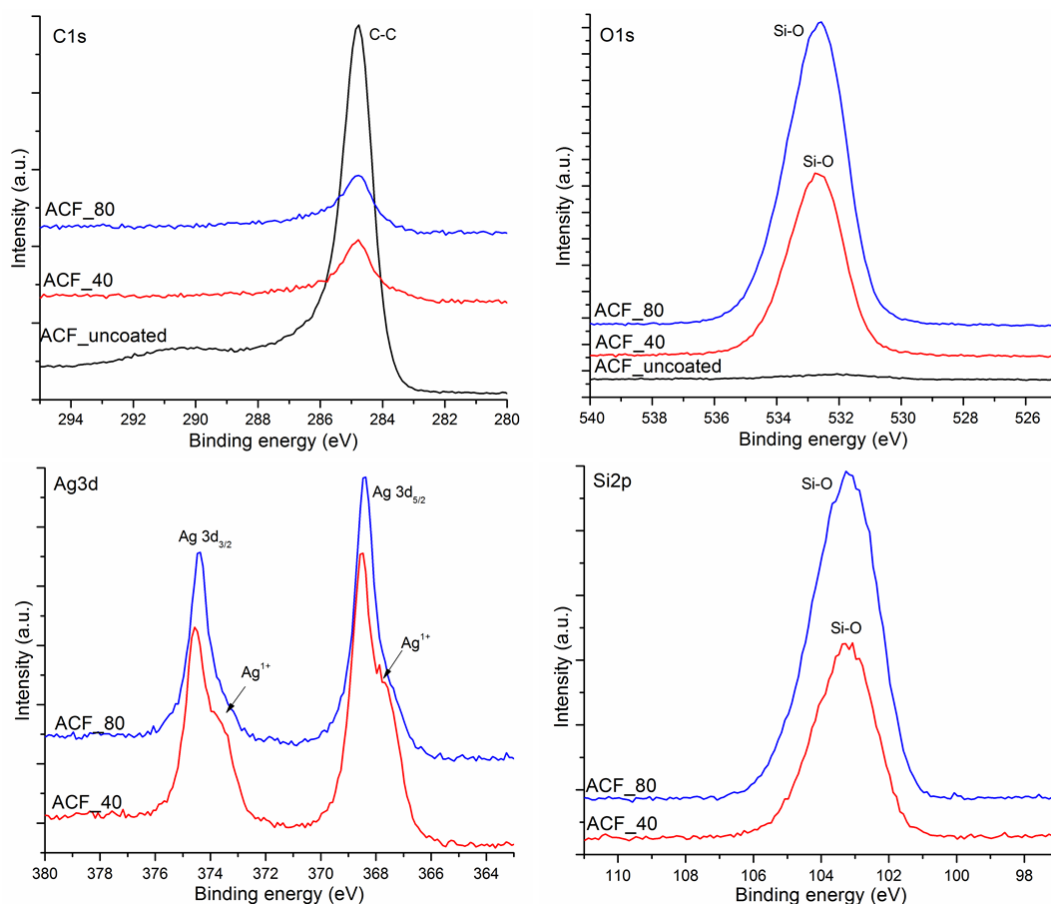 C1s
C-C
ACF_80
ACF_40
ACF_uncoated
Intensity (a.u.)
294 292 290 288 286 284 282 280
Binding energy (eV)
O1s
Si-O
Si-O
ACF_80
ACF_40
ACF_uncoated
Intensity (a.u.)
540 538 536 534 532 530 528 526
Binding energy (eV)
Ag3d
Ag 3d5/2
Ag 3d3/2
Ag1+
Ag1+
ACF_80
ACF_40
Intensity (a.u.)
380 378 376 374 372 370 368 366 364
Binding energy (eV)
Si2p
Si-O
Si-O
ACF_80
ACF_40
Intensity (a.u.)
110 108 106 104 102 100 98
Binding energy (eV)